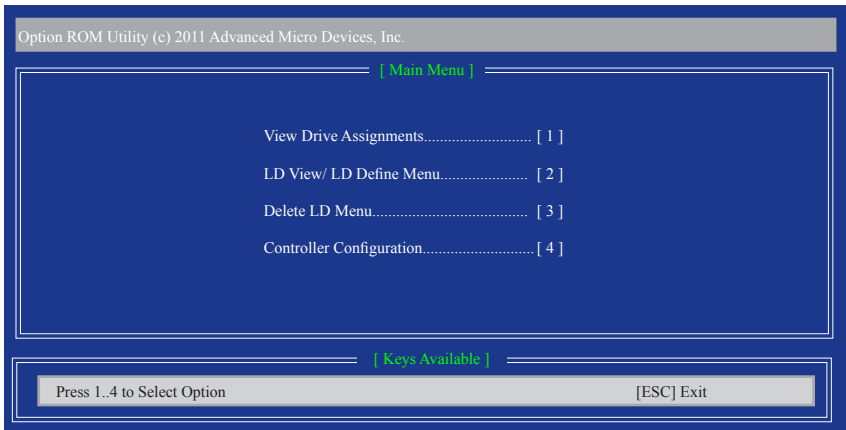 Option ROM Utility (c) 2011 Advanced Micro Devices, Inc.
[ Main Menu ]
View Drive Assignments........................... [ 1 ]
LD View/ LD Define Menu...................... [ 2 ]
Delete LD Menu....................................... [ 3 ]
Controller Configuration............................[ 4 ]
[ Keys Available ]
Press 1..4 to Select Option [ESC] Exit